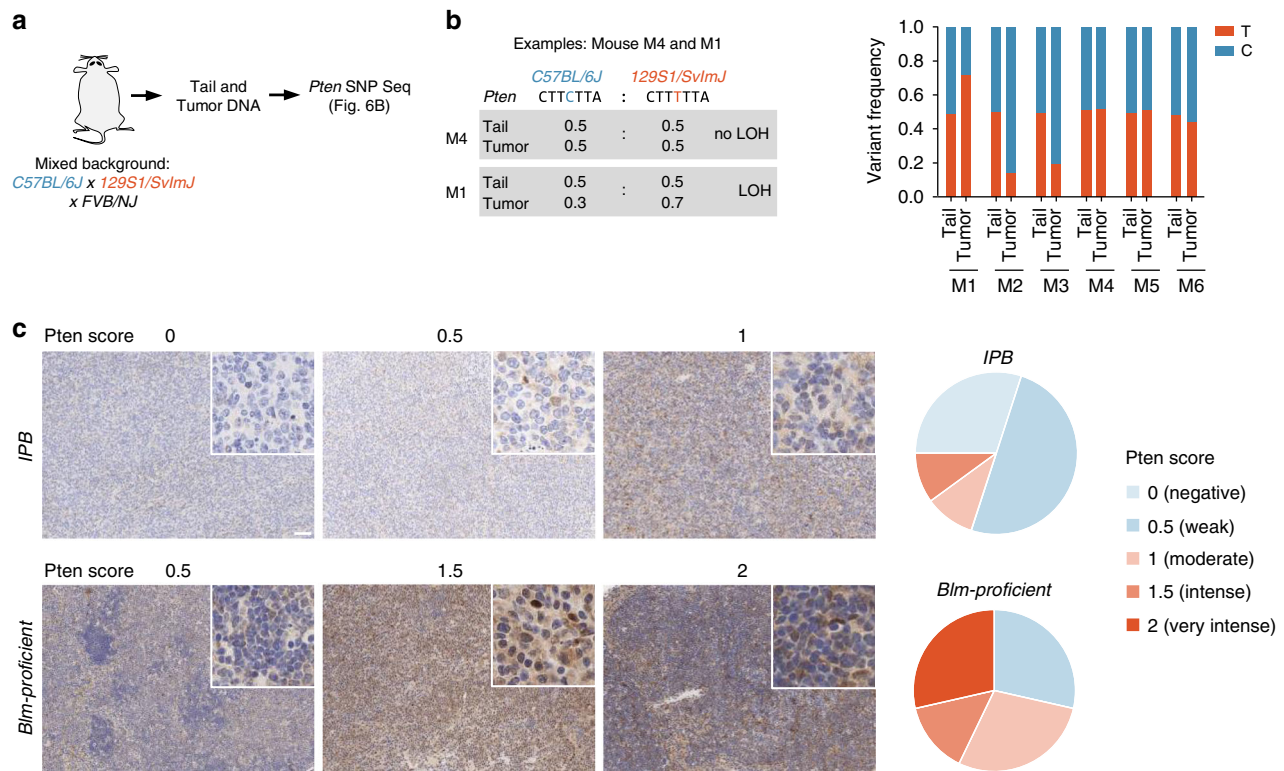 a
Tail and
Tumor DNA
Pten SNP Seq
(Fig. 6B)
Mixed background:
C57BL/6J x 129S1/SvImJ
x FVB/NJ
b
Examples: Mouse M4 and M1
C57BL/6J 129S1/SvImJ
Pten CTTCTTA : CTTTTTA
M4
Tail 0.5 : 0.5
Tumor 0.5 0.5
no LOH
M1
Tail 0.5 : 0.5
Tumor 0.3 0.7
LOH
Variant frequency
1.0
0.8
0.6
0.4
0.2
0.0
T
C
Tail Tumor Tail Tumor Tail Tumor Tail Tumor Tail Tumor Tail Tumor
M1 M2 M3 M4 M5 M6
c
Pten score 0 0.5 1
IPB
Pten score 0.5 1.5 2
Blm-proficient
IPB
Blm-proficient
Pten score
0 (negative)
0.5 (weak)
1 (moderate)
1.5 (intense)
2 (very intense)